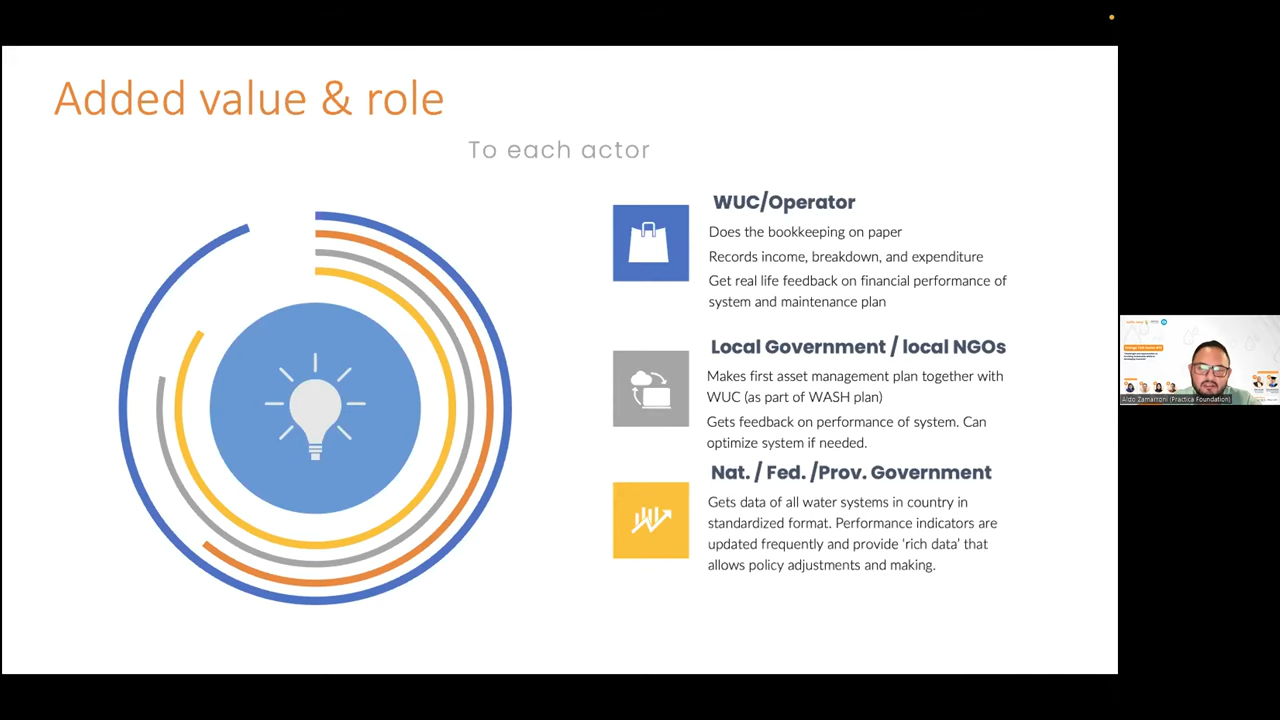 Added value & role
To each actor
WUC/Operator
Does the bookkeeping on paper
Records income, breakdown, and expenditure
Get real life feedback on financial performance of
system and maintenance plan
Local Government / local NGOs
Makes first asset management plan together with
WUC (as part of WASH plan)
Gets feedback on performance of system. Can
optimize system if needed.
Nat. / Fed. /Prov. Government
Gets data of all water systems in country in
standardized format. Performance indicators are
updated frequently and provide ‘rich data’ that
allows policy adjustments and making.
Aldo Zamarroni (Practica Foundation)